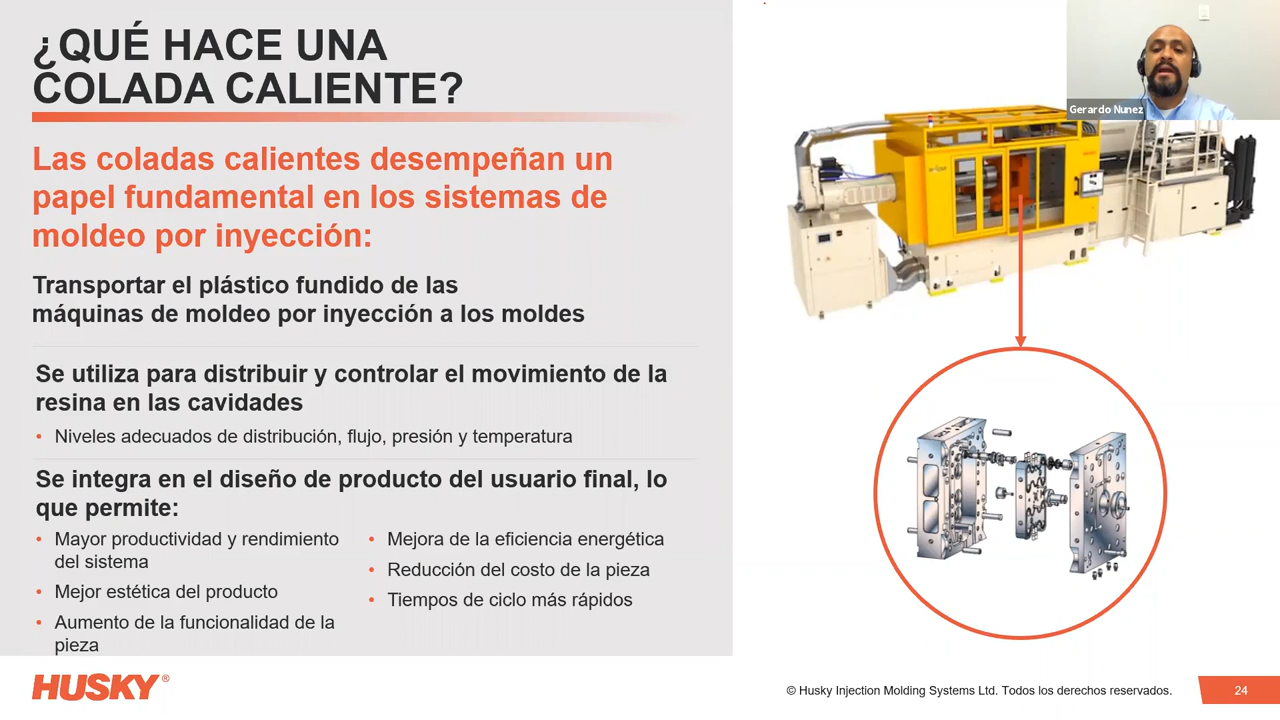 ¿QUÉ HACE UNA
COLADA CALIENTE?
Las coladas calientes desempeñan un
papel fundamental en los sistemas de
moldeo por inyección:
Transportar el plástico fundido de las
máquinas de moldeo por inyección a los moldes
Se utiliza para distribuir y controlar el movimiento de la
resina en las cavidades
• Niveles adecuados de distribución, flujo, presión y temperatura
Se integra en el diseño de producto del usuario final, lo
que permite:
• Mayor productividad y rendimiento
del sistema
• Mejor estética del producto
• Aumento de la funcionalidad de la
pieza
• Mejora de la eficiencia energética
• Reducción del costo de la pieza
• Tiempos de ciclo más rápidos
Gerardo Nunez
HUSKY®
© Husky Injection Molding Systems Ltd. Todos los derechos reservados.
24